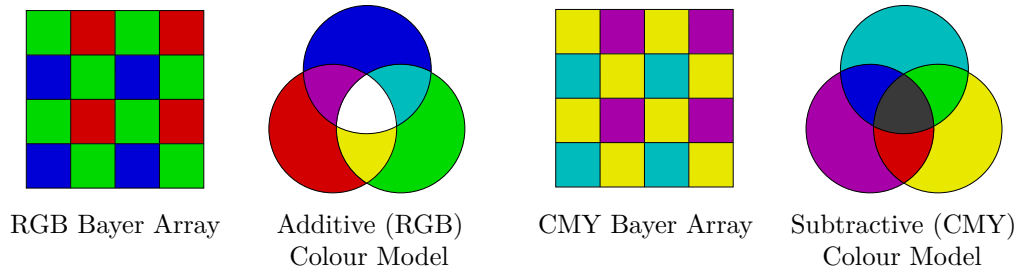 RGB Bayer Array
Additive (RGB)
Colour Model
CMY Bayer Array
Subtractive (CMY)
Colour Model